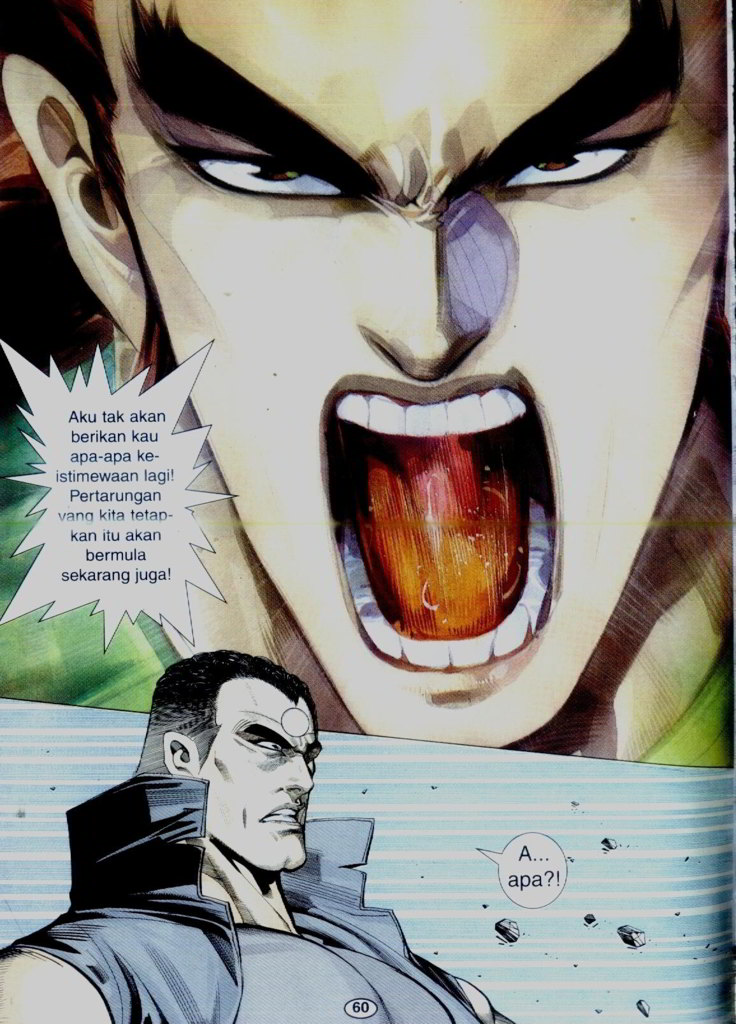 Aku tak akan
berikan kau
apa-apa ke-
istimewaan lagi!
Pertarungan
yang kita tetap-
kan itu akan
bermula
sekarang juga!
A...
apa?!
60